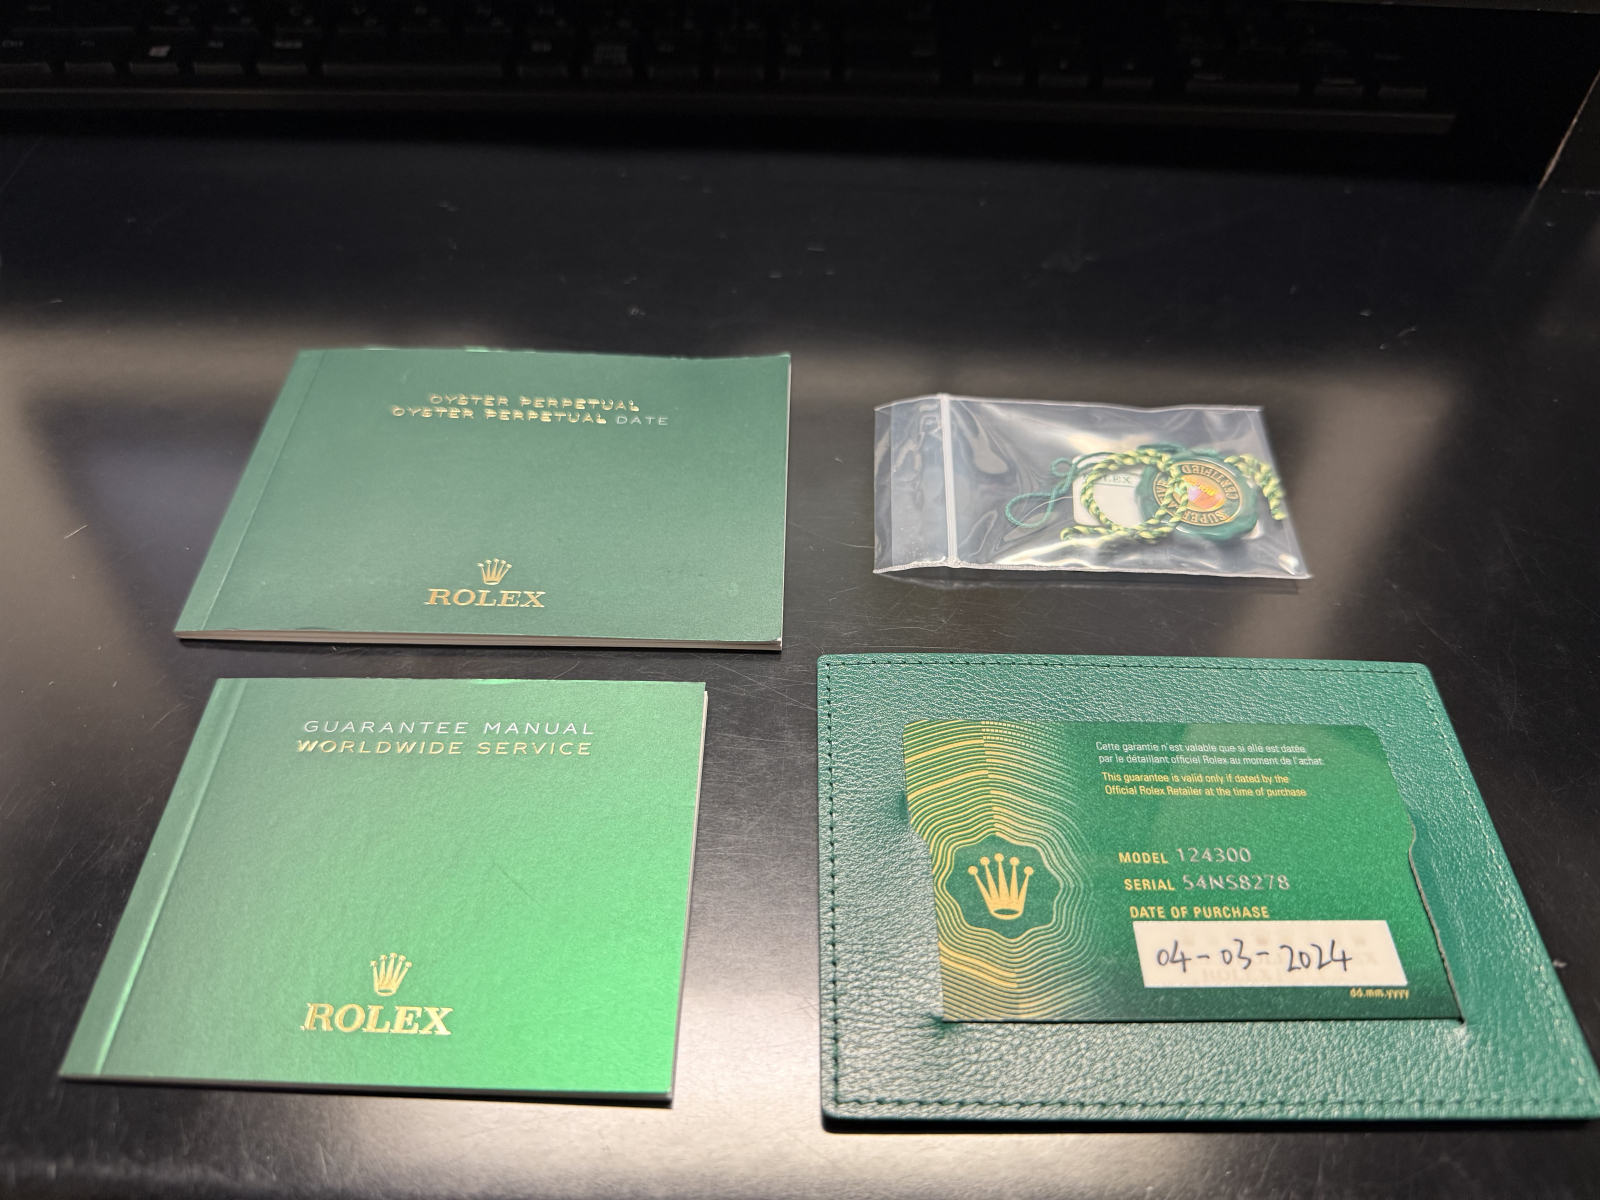 OYSTER PERPETUAL
OYSTER PERPETUAL DATE
ROLEX
CERTIFIED
GUARANTEE MANUAL
WORLDWIDE SERVICE
ROLEX
Cette garantie n'est valable que si elle est datée
par le détaillant officiel Rolex au moment de l'achat.
This guarantee is valid only if dated by the
Official Rolex Retailer at the time of purchase
MODEL 124300
SERIAL 54NS8278
DATE OF PURCHASE
04-03-2024
dd.mm.yyyy